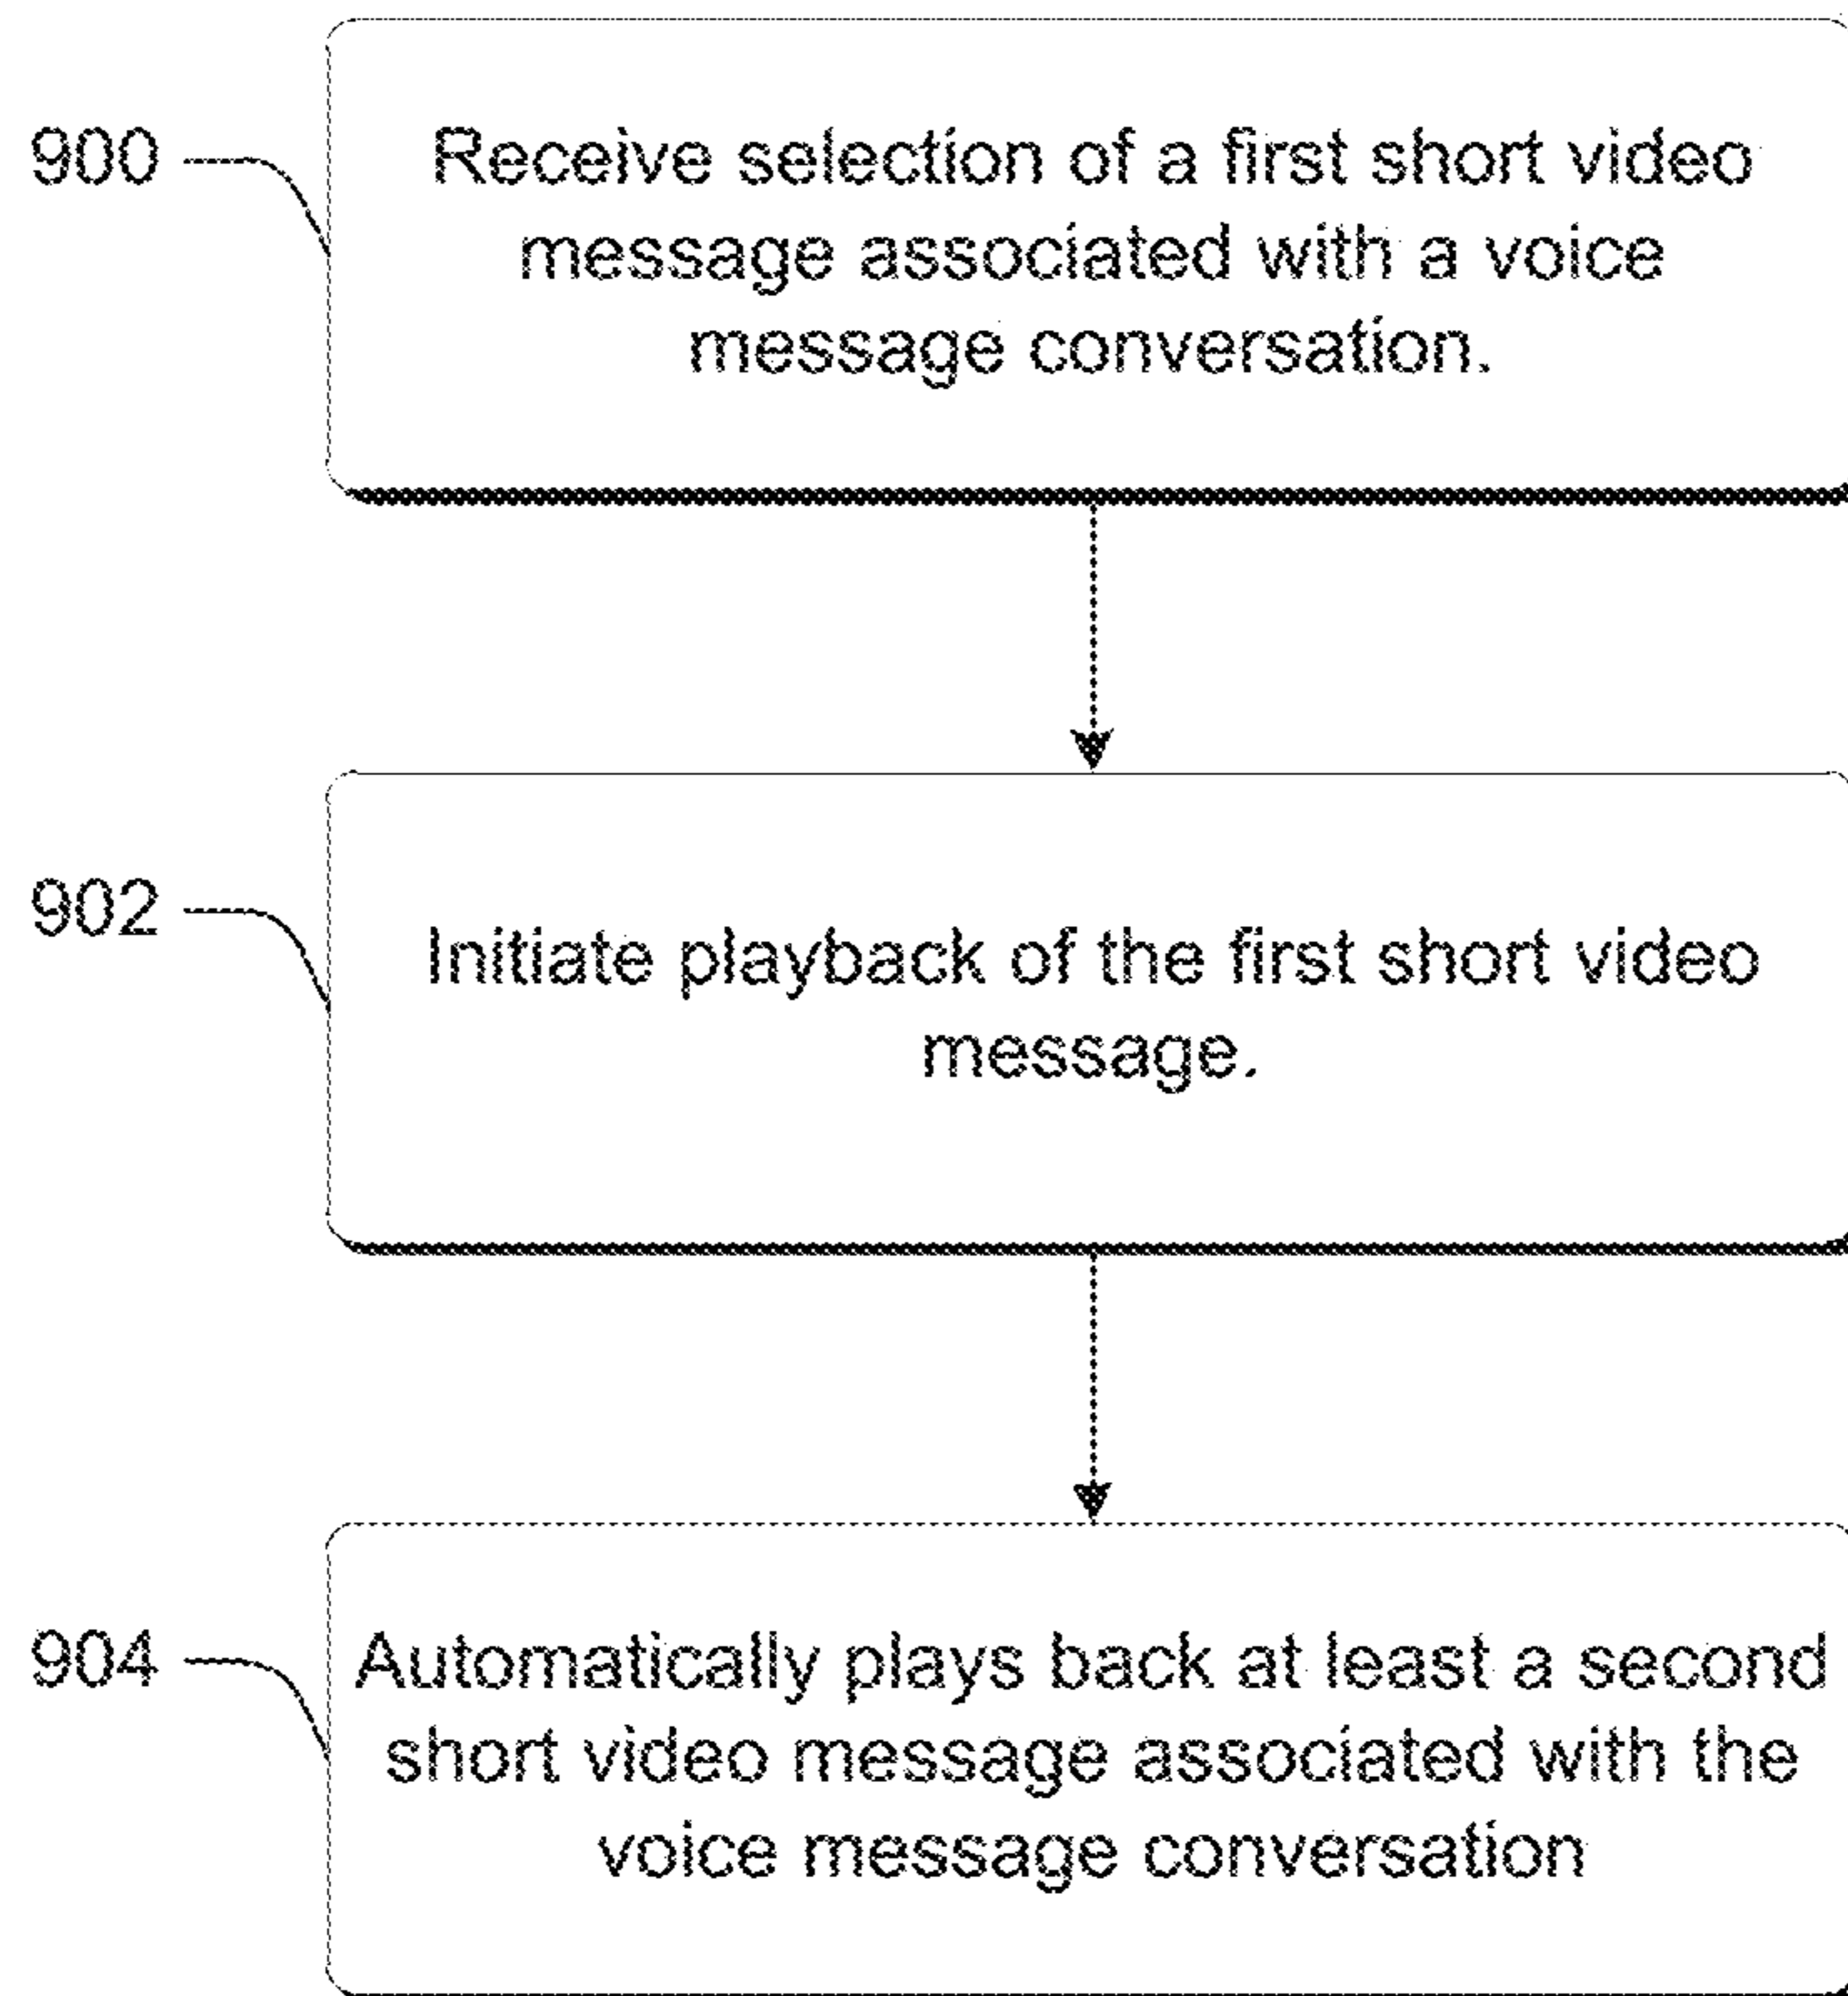 900
Receive selection of a first short video
message associated with a voice
message conversation.
902
Initiate playback of the first short video
message.
904
Automatically plays back at least a second
short video message associated with the
voice message conversation